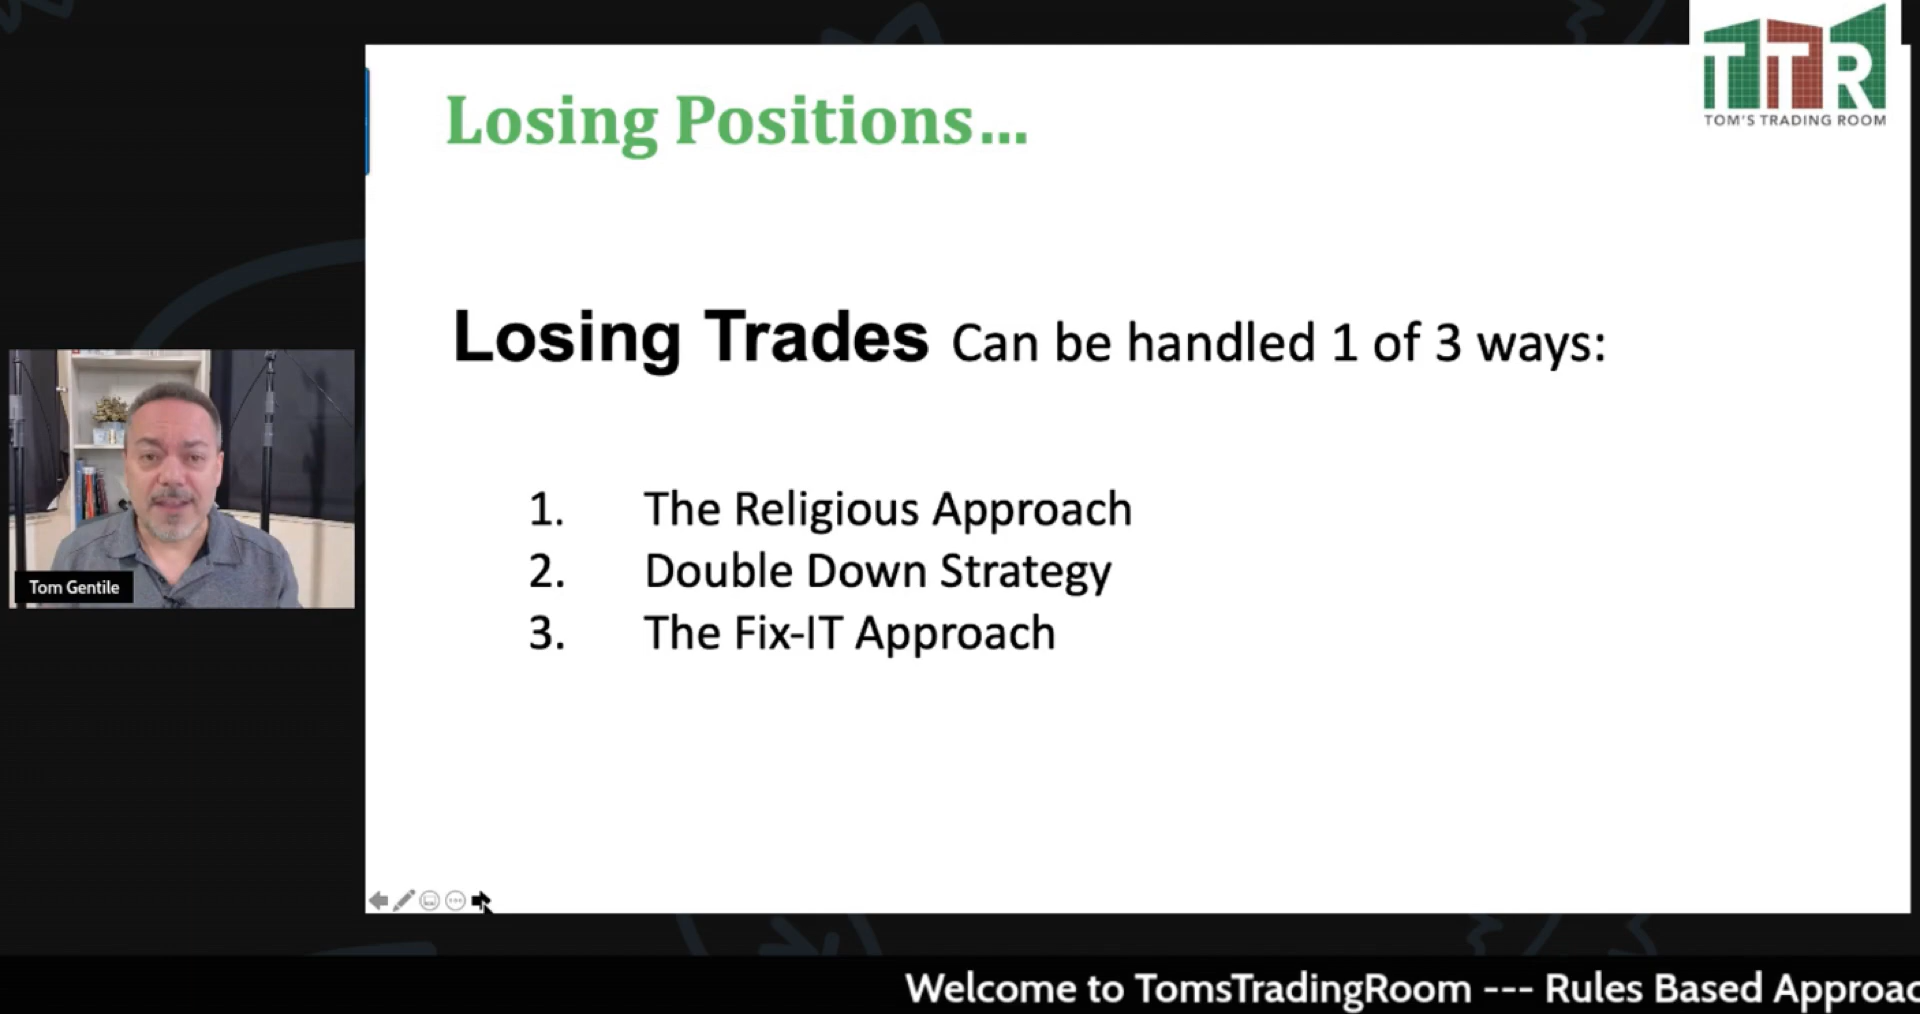 TTR
TOM'S TRADING ROOM
Losing Positions...
Losing Trades Can be handled 1 of 3 ways:
1. The Religious Approach
2. Double Down Strategy
3. The Fix-IT Approach
Tom Gentile
Welcome to TomsTradingRoom --- Rules Based Approac